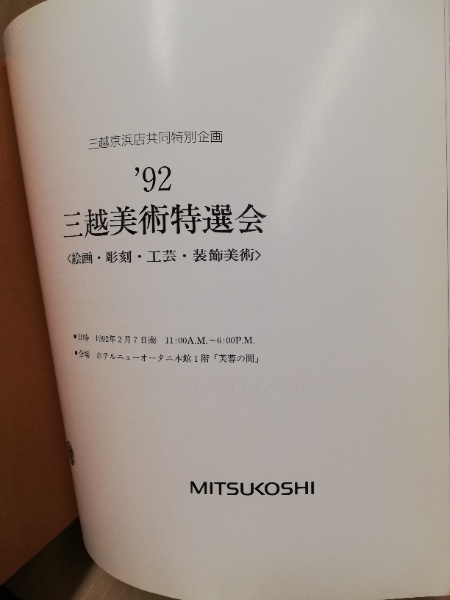 三越京浜店共同特別企画
’92
三越美術特選会
〈絵画・彫刻・工芸・装飾美術〉
■日時 1992年2月7日㈮ 11:00A.M.～6:00P.M.
■会場 ホテルニューオータニ本館1階「芙蓉の間」
MITSUKOSHI